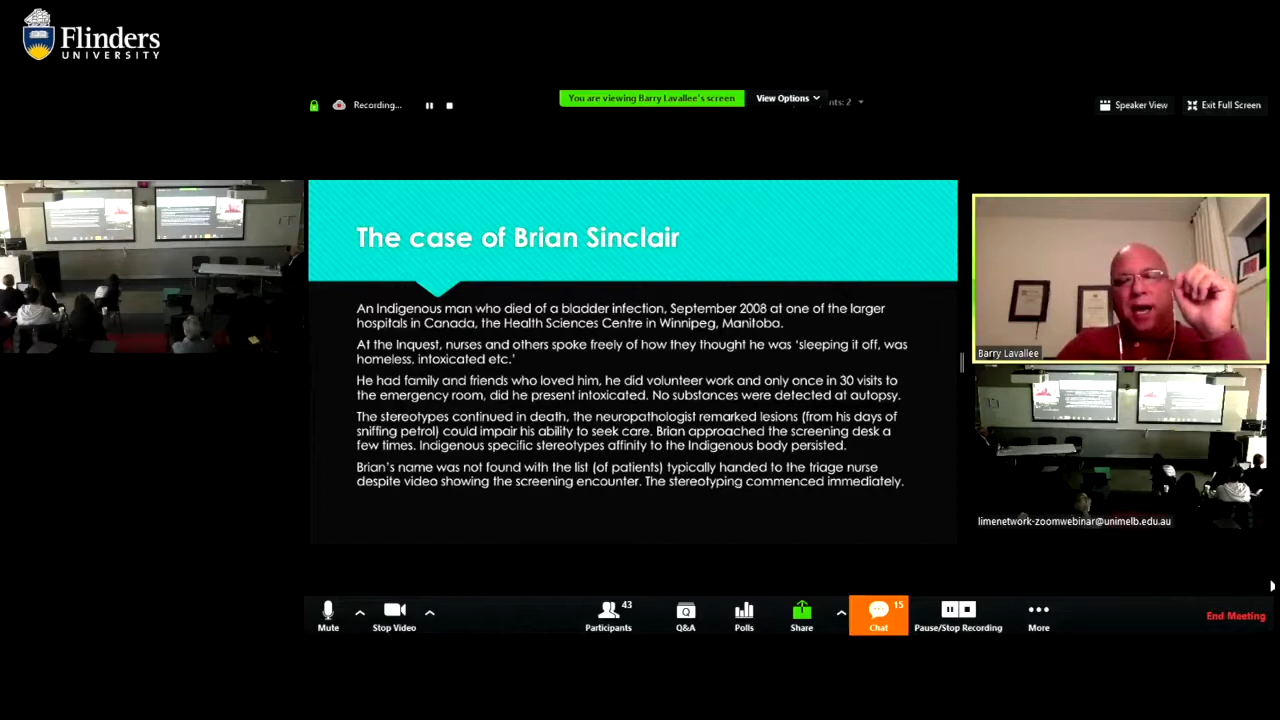 Flinders
UNIVERSITY
Recording...
You are viewing Barry Lavallee's screen
View Options
nts: 2
Speaker View
Exit Full Screen
The case of Brian Sinclair
An Indigenous man who died of a bladder infection, September 2008 at one of the larger
hospitals in Canada, the Health Sciences Centre in Winnipeg, Manitoba.
At the Inquest, nurses and others spoke freely of how they thought he was ‘sleeping it off, was
homeless, intoxicated etc.’
He had family and friends who loved him, he did volunteer work and only once in 30 visits to
the emergency room, did he present intoxicated. No substances were detected at autopsy.
The stereotypes continued in death, the neuropathologist remarked lesions (from his days of
sniffing petrol) could impair his ability to seek care. Brian approached the screening desk a
few times. Indigenous specific stereotypes affinity to the Indigenous body persisted.
Brian’s name was not found with the list (of patients) typically handed to the triage nurse
despite video showing the screening encounter. The stereotyping commenced immediately.
Barry Lavallee
limenetwork-zoomwebinar@unimelb.edu.au
Mute
Stop Video
43
Participants
Q&A
Polls
Share
15
Chat
Pause/Stop Recording
More
End Meeting